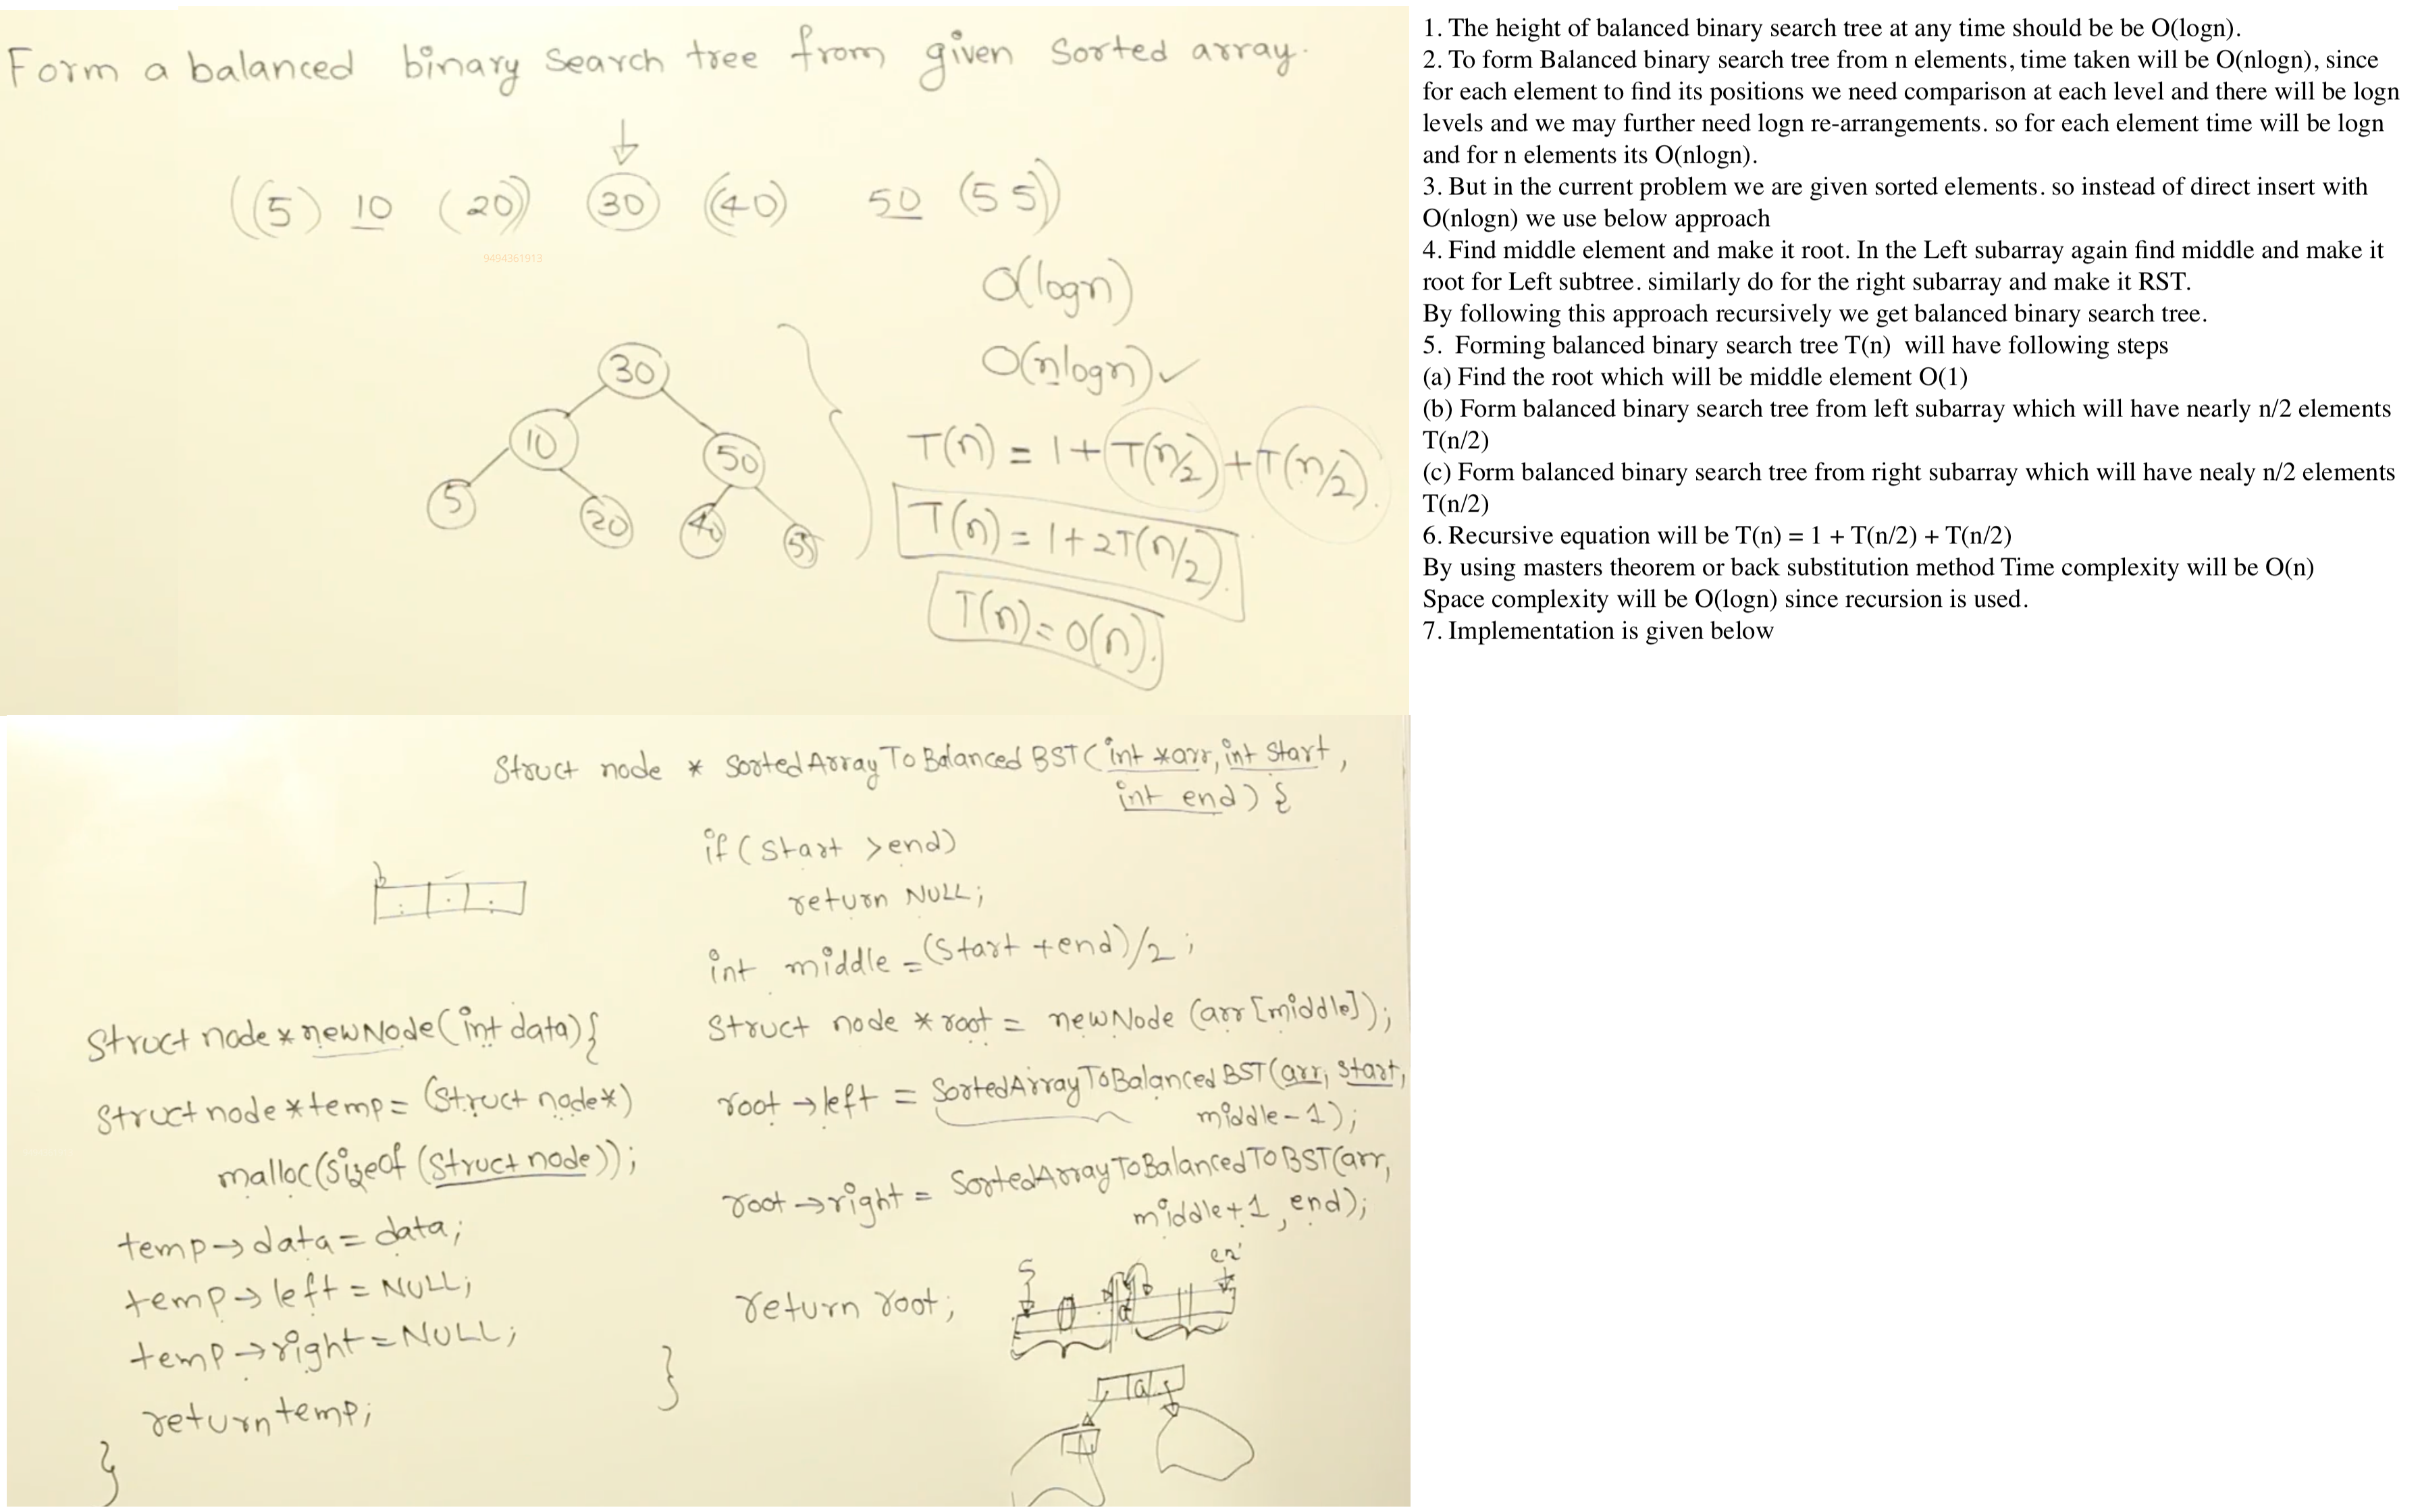 Form a balanced binary search tree from given sorted array.
((5) 10 (20)) 30 ((40) 50 (55))
9494361913
O(logn)
O(nlogn) ✓
30
10
50
5
20
40
55
T(n) = 1 + T(n/2) + T(n/2).
T(n) = 1 + 2T(n/2).
T(n) = O(n).
1. The height of balanced binary search tree at any time should be be O(logn).
2. To form Balanced binary search tree from n elements, time taken will be O(nlogn), since
for each element to find its positions we need comparison at each level and there will be logn
levels and we may further need logn re-arrangements. so for each element time will be logn
and for n elements its O(nlogn).
3. But in the current problem we are given sorted elements. so instead of direct insert with
O(nlogn) we use below approach
4. Find middle element and make it root. In the Left subarray again find middle and make it
root for Left subtree. similarly do for the right subarray and make it RST.
By following this approach recursively we get balanced binary search tree.
5. Forming balanced binary search tree T(n) will have following steps
(a) Find the root which will be middle element O(1)
(b) Form balanced binary search tree from left subarray which will have nearly n/2 elements
T(n/2)
(c) Form balanced binary search tree from right subarray which will have nealy n/2 elements
T(n/2)
6. Recursive equation will be T(n) = 1 + T(n/2) + T(n/2)
By using masters theorem or back substitution method Time complexity will be O(n)
Space complexity will be O(logn) since recursion is used.
7. Implementation is given below
Struct node * SortedArrayToBalancedBST(int *arr, int start,
int end) {
if (start > end)
return NULL;
int middle = (start + end)/2;
Struct node * root = newNode (arr [middle]);
root → left = SortedArrayToBalancedBST(arr, start,
middle - 1);
root → right = SortedArrayToBalancedToBST(arr,
middle + 1, end);
return root;
}
Struct node * newNode(int data){
Struct node * temp = (Struct node*)
malloc(sizeof (Struct node));
temp → data = data;
temp → left = NULL;
temp → right = NULL;
return temp;
}